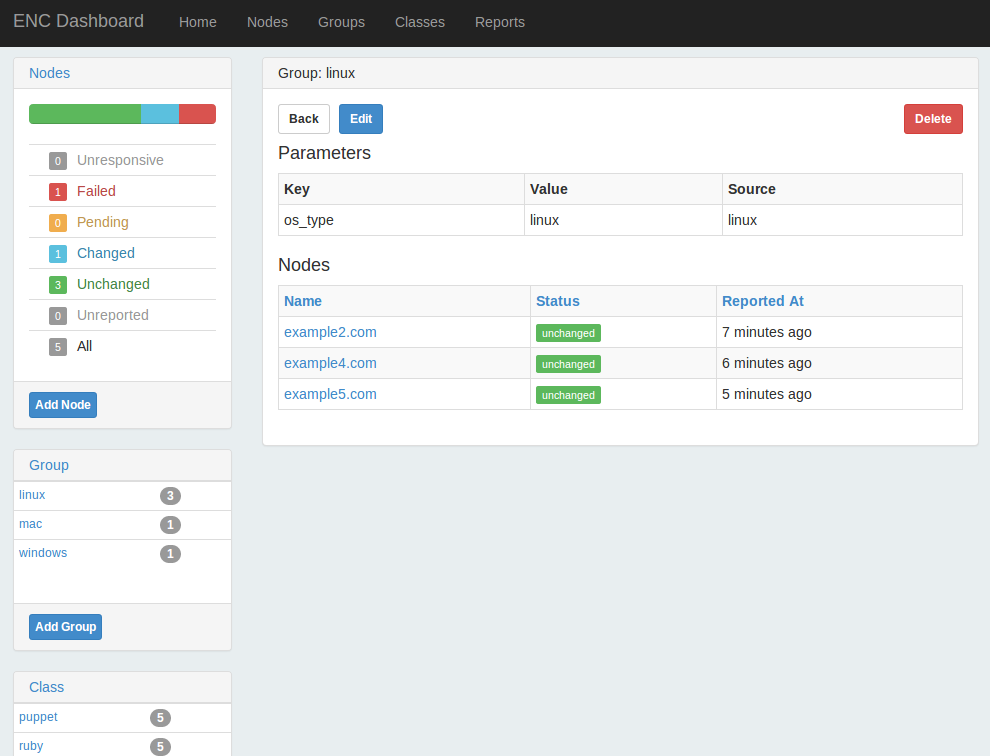 ENC Dashboard Home Nodes Groups Classes Reports
Nodes
0 Unresponsive
1 Failed
0 Pending
1 Changed
3 Unchanged
0 Unreported
5 All
Add Node
Group
linux 3
mac 1
windows 1
Add Group
Class
puppet 5
ruby 5
Group: linux
Back Edit Delete
Parameters
Key Value Source
os_type linux linux
Nodes
Name Status Reported At
example2.com unchanged 7 minutes ago
example4.com unchanged 6 minutes ago
example5.com unchanged 5 minutes ago